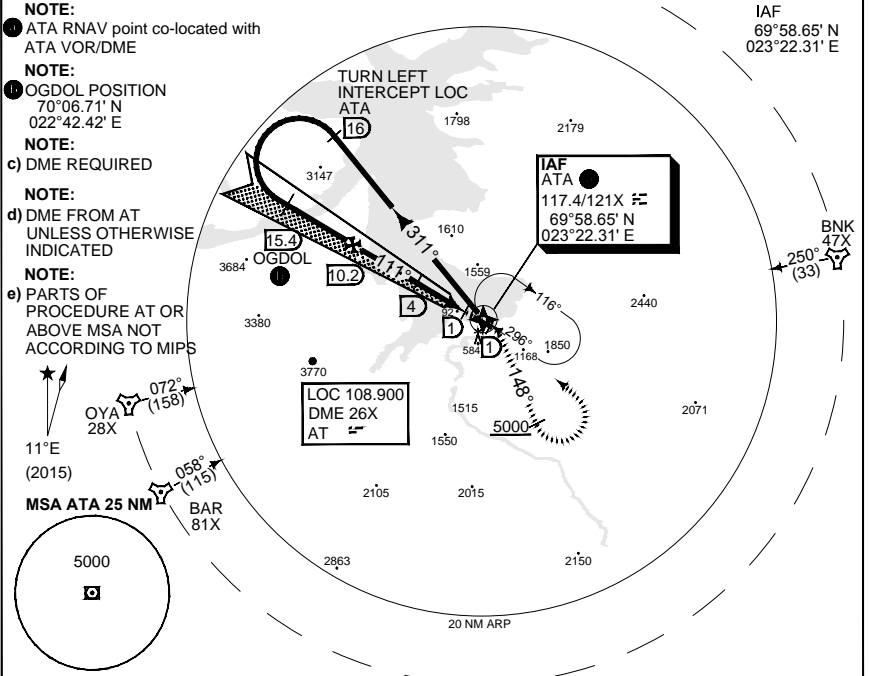 NOTE:
ATA RNAV point co-located with
ATA VOR/DME
NOTE:
OGDOL POSITION
70°06.71' N
022°42.42' E
NOTE:
c) DME REQUIRED
NOTE:
d) DME FROM AT
UNLESS OTHERWISE
INDICATED
NOTE:
e) PARTS OF
PROCEDURE AT OR
ABOVE MSA NOT
ACCORDING TO MIPS
IAF
69°58.65' N
023°22.31' E
TURN LEFT
INTERCEPT LOC
ATA
16
1798
2179
3147
IAF
ATA
117.4/121X
69°58.65' N
023°22.31' E
BNK
47X
250°
(33)
311°
1610
15.4
3684
OGDOL
10.2
111°
1559
116°
2440
4
92
1
3380
296°
584
1
1168
1850
3770
148°
LOC 108.900
DME 26X
AT
072°
(158)
OYA
28X
11°E
(2015)
1515
5000
2071
1550
058°
(115)
BAR
81X
2105
2015
MSA ATA 25 NM
5000
2863
2150
20 NM ARP